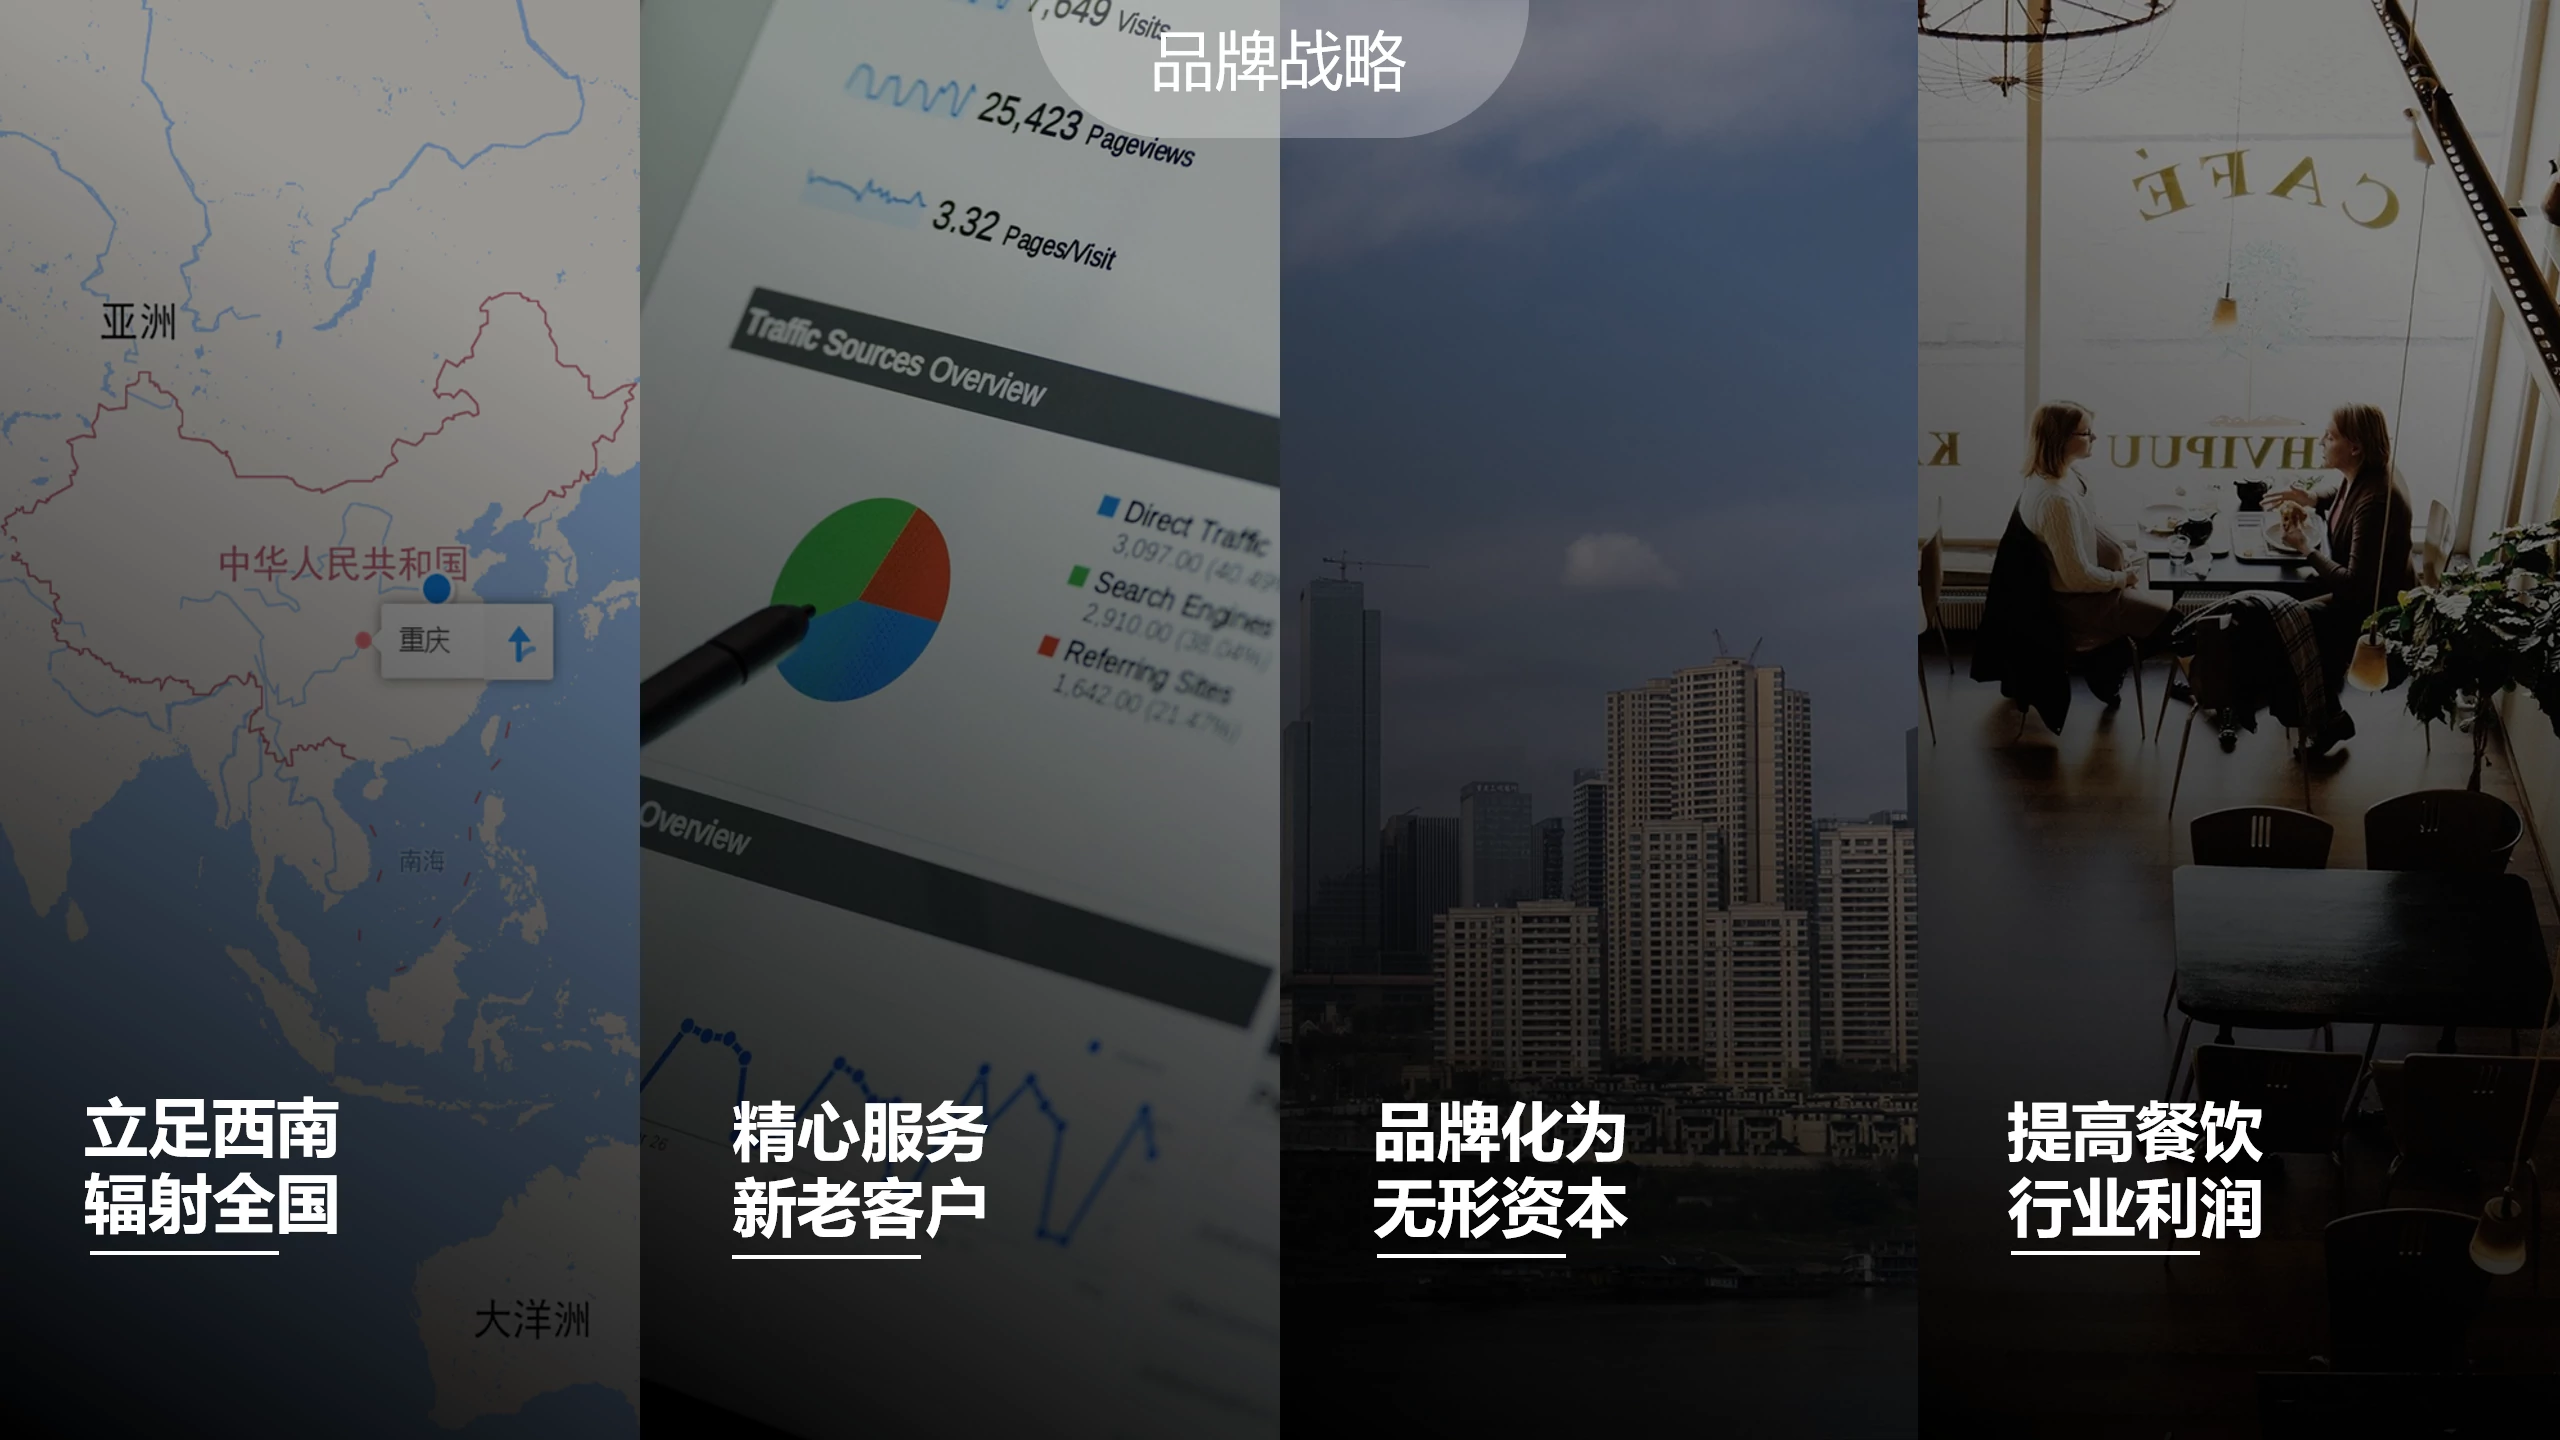 品牌战略
亚洲
中华人民共和国
重庆
南海
大洋洲
立足西南
辐射全国
7,649 Visits
25,423 Pageviews
3.32 Pages/Visit
Traffic Sources Overview
Direct Traffic
3,097.00 (40.49%
Search Engines
2,910.00 (38.04%)
Referring Sites
1,642.00 (21.47%)
Overview
26
精心服务
新老客户
品牌化为
无形资本
CAFÉ
HVIPUU
K
提高餐饮
行业利润